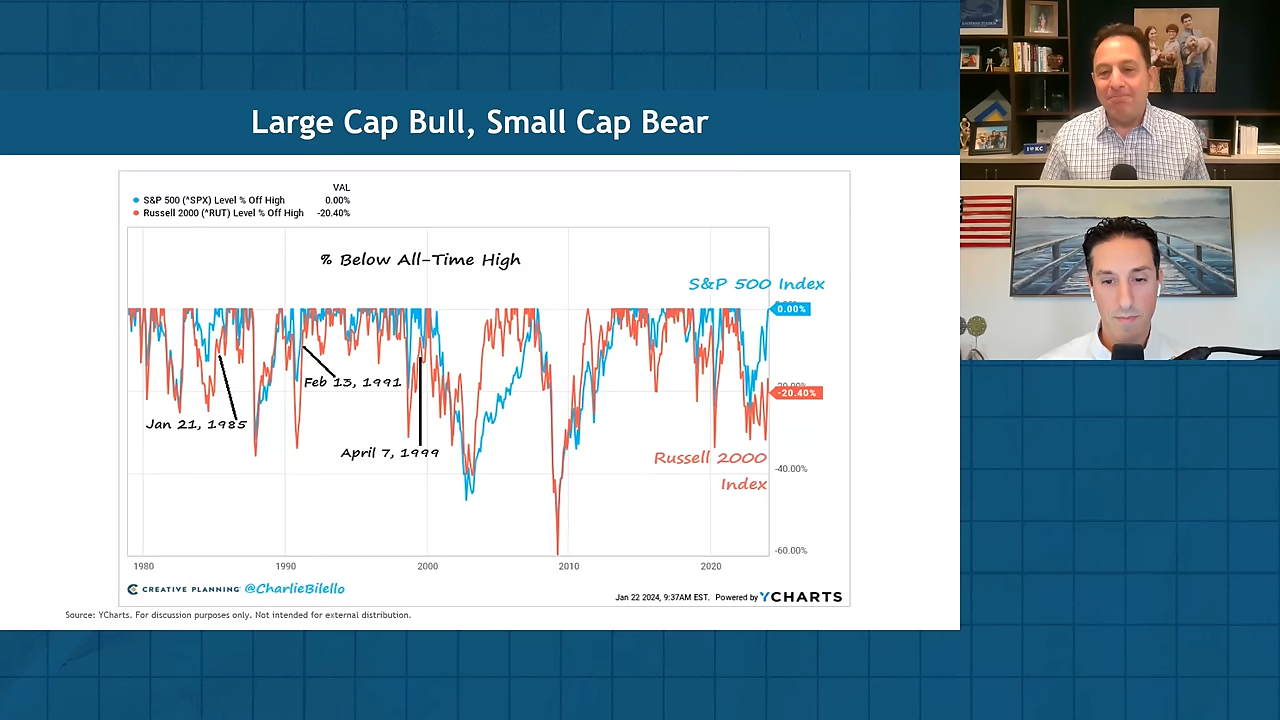 Large Cap Bull, Small Cap Bear
VAL
S&P 500 (^SPX) Level % Off High 0.00%
Russell 2000 (^RUT) Level % Off High -20.40%
% Below All-Time High
S&P 500 Index
0.00%
-20.40%
Feb 13, 1991
Jan 21, 1985
April 7, 1999
Russell 2000
Index
-40.00%
-60.00%
1980 1990 2000 2010 2020
CREATIVE PLANNING @CharlieBilello
Jan 22 2024, 9:37AM EST. Powered by YCHARTS
Source: YCharts. For discussion purposes only. Not intended for external distribution.
I ♥ KC